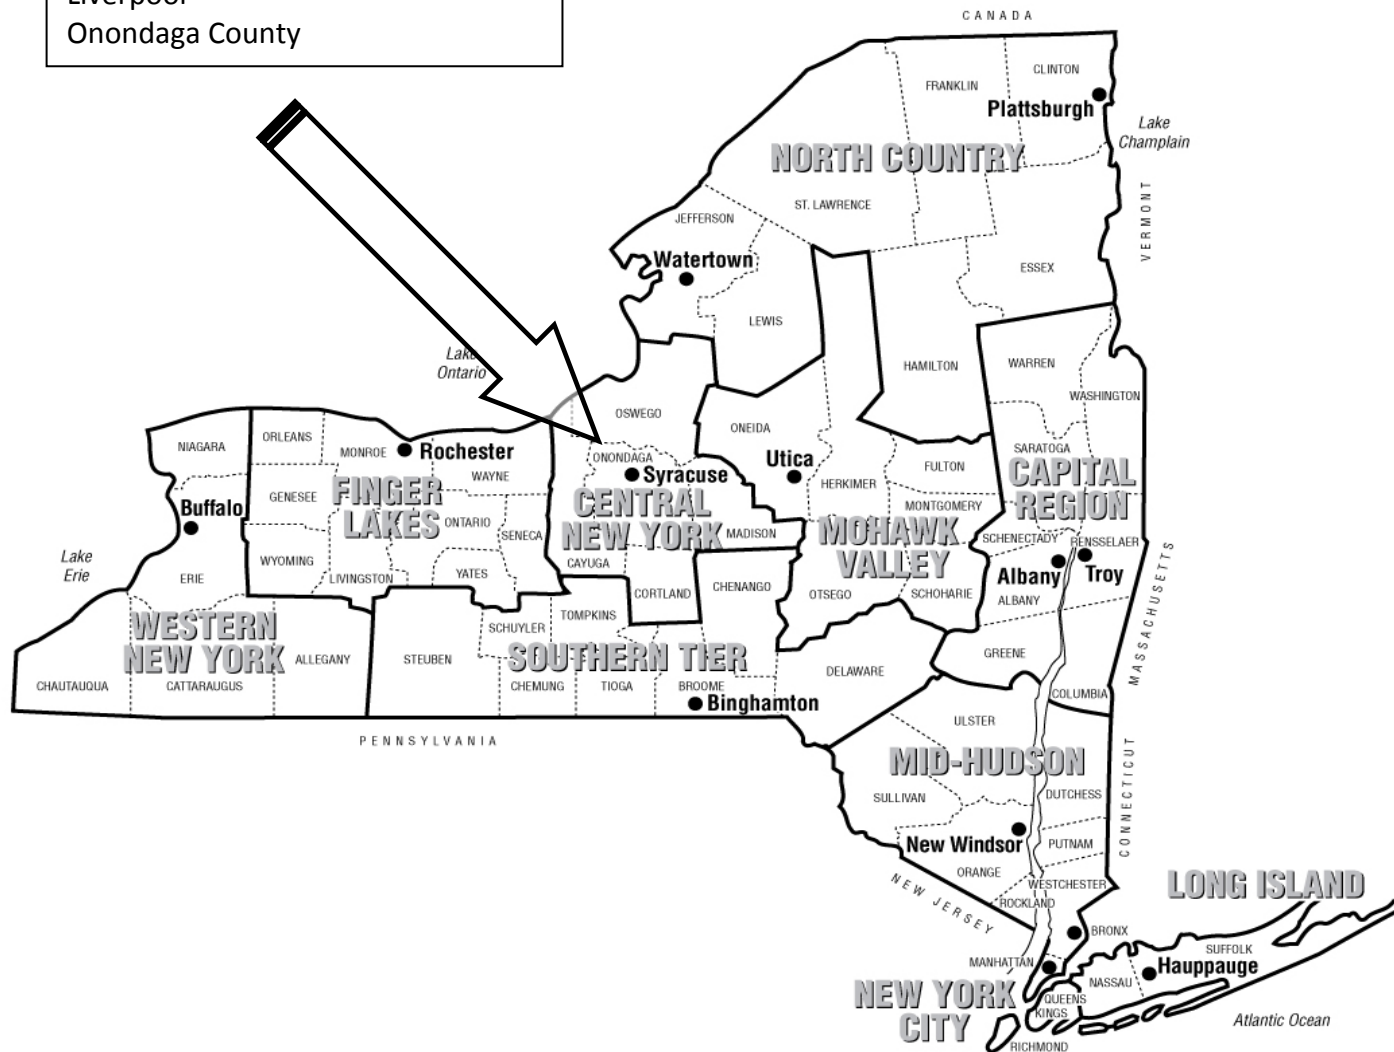 Liverpool
Onondaga County
CANADA
CLINTON
FRANKLIN
Plattsburgh
Lake
Champlain
NORTH COUNTRY
VERMONT
ST. LAWRENCE
JEFFERSON
Watertown
ESSEX
LEWIS
Lake
Ontario
HAMILTON
WARREN
WASHINGTON
OSWEGO
ONEIDA
NIAGARA
ORLEANS
MONROE
Rochester
ONONDAGA
Utica
SARATOGA
CAPITAL
REGION
FULTON
WAYNE
Syracuse
HERKIMER
GENESEE
FINGER
LAKES
CENTRAL
NEW YORK
MONTGOMERY
Buffalo
ONTARIO
SENECA
MADISON
MOHAWK
VALLEY
SCHENECTADY
RENSSELAER
Lake
Erie
WYOMING
CAYUGA
ERIE
LIVINGSTON
YATES
CHENANGO
Albany
Troy
CORTLAND
OTSEGO
SCHOHARIE
ALBANY
MASSACHUSETTS
TOMPKINS
WESTERN
NEW YORK
SCHUYLER
ALLEGANY
STEUBEN
SOUTHERN TIER
GREENE
DELAWARE
CHAUTAUQUA
CATTARAUGUS
CHEMUNG
TIOGA
BROOME
COLUMBIA
Binghamton
ULSTER
PENNSYLVANIA
MID-HUDSON
CONNECTICUT
SULLIVAN
DUTCHESS
New Windsor
PUTNAM
ORANGE
WESTCHESTER
LONG ISLAND
NEW JERSEY
ROCKLAND
BRONX
SUFFOLK
MANHATTAN
Hauppauge
NASSAU
NEW YORK
CITY
QUEENS
KINGS
Atlantic Ocean
RICHMOND